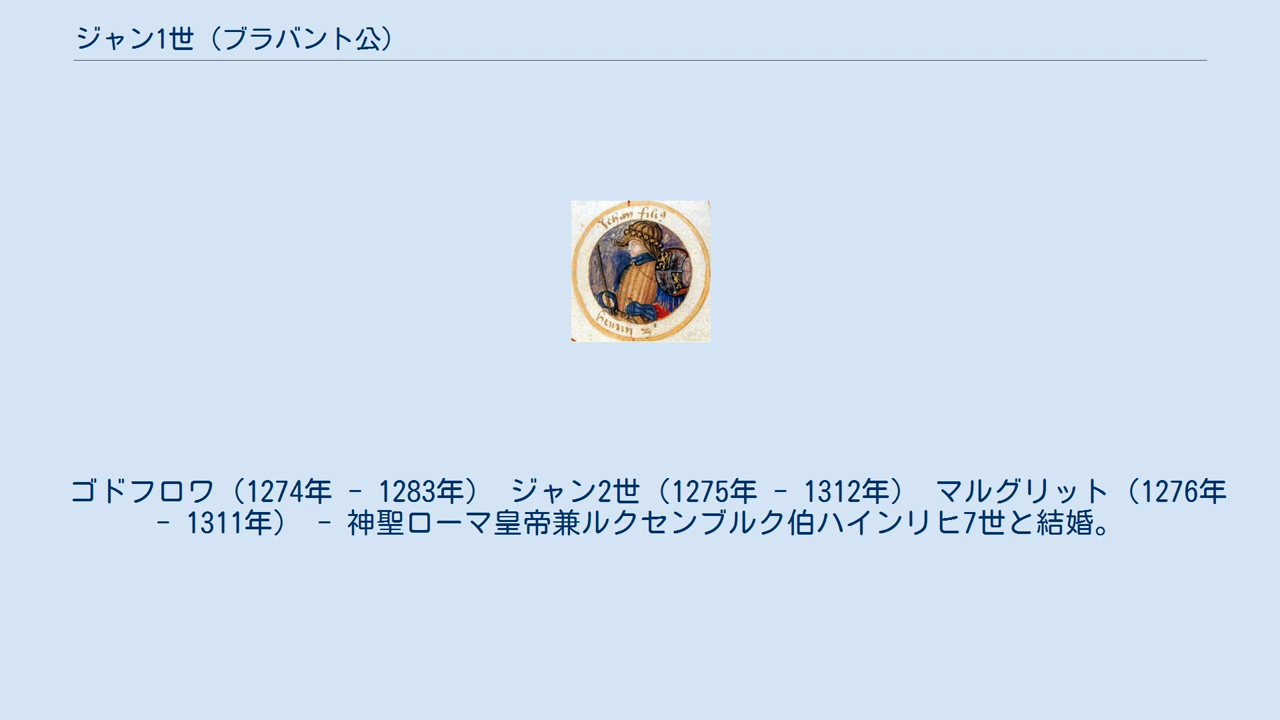 ジャン1世（ブラバント公）
Jehan filiꝰ
ゴドフロワ（1274年 - 1283年） ジャン2世（1275年 - 1312年） マルグリット（1276年
- 1311年） - 神聖ローマ皇帝兼ルクセンブルク伯ハインリヒ7世と結婚。